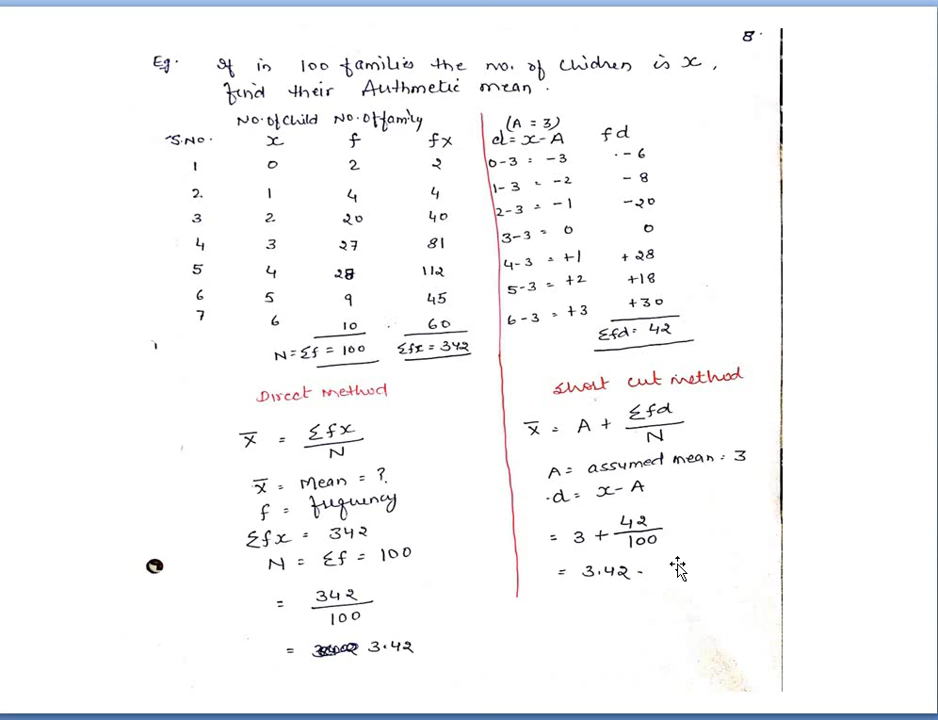 8.
Eg. If in 100 families the no. of Chidren is x,
find their Authmetic mean.
No. of Child No. of family
S.No. x f fx
1 0 2 2
2. 1 4 4
3 2 20 40
4 3 27 81
5 4 28 112
6 5 9 45
7 6 10 60
N = Σf = 100 Σfx = 342
(A = 3)
d = x - A fd
0-3 = -3 -6
1-3 = -2 -8
2-3 = -1 -20
3-3 = 0 0
4-3 = +1 +28
5-3 = +2 +18
6-3 = +3 +30
Σfd = 42
Direct method
x̅ = Σfx / N
x̅ = Mean = ?
f = frequency
Σfx = 342
N = Σf = 100
= 342 / 100
= 3.42
Short cut method
x̅ = A + Σfd / N
A = assumed mean = 3
d = x - A
= 3 + 42 / 100
= 3.42